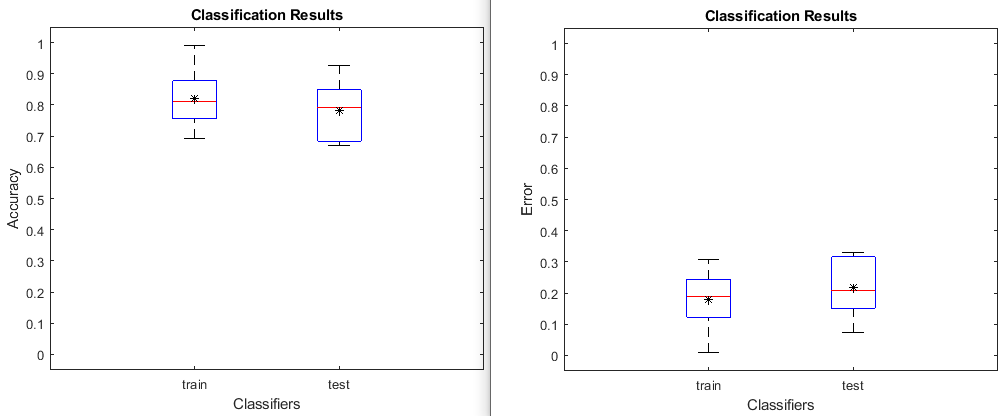 Classification Results
Accuracy
1
0.9
0.8
0.7
0.6
0.5
0.4
0.3
0.2
0.1
0
train test
Classifiers
Classification Results
Error
1
0.9
0.8
0.7
0.6
0.5
0.4
0.3
0.2
0.1
0
train test
Classifiers